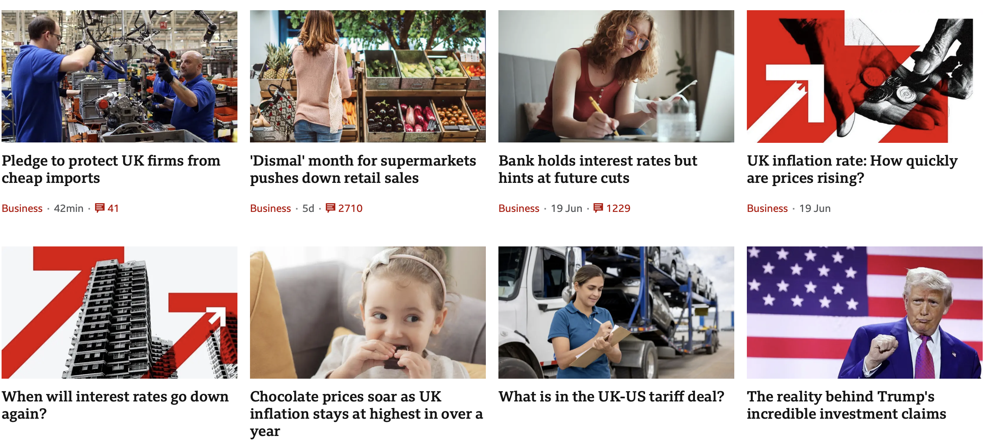 Pledge to protect UK firms from
cheap imports
Business · 42min · 41
'Dismal' month for supermarkets
pushes down retail sales
Business · 5d · 2710
Bank holds interest rates but
hints at future cuts
Business · 19 Jun · 1229
UK inflation rate: How quickly
are prices rising?
Business · 19 Jun
When will interest rates go down
again?
Chocolate prices soar as UK
inflation stays at highest in over a
year
What is in the UK-US tariff deal?
The reality behind Trump's
incredible investment claims